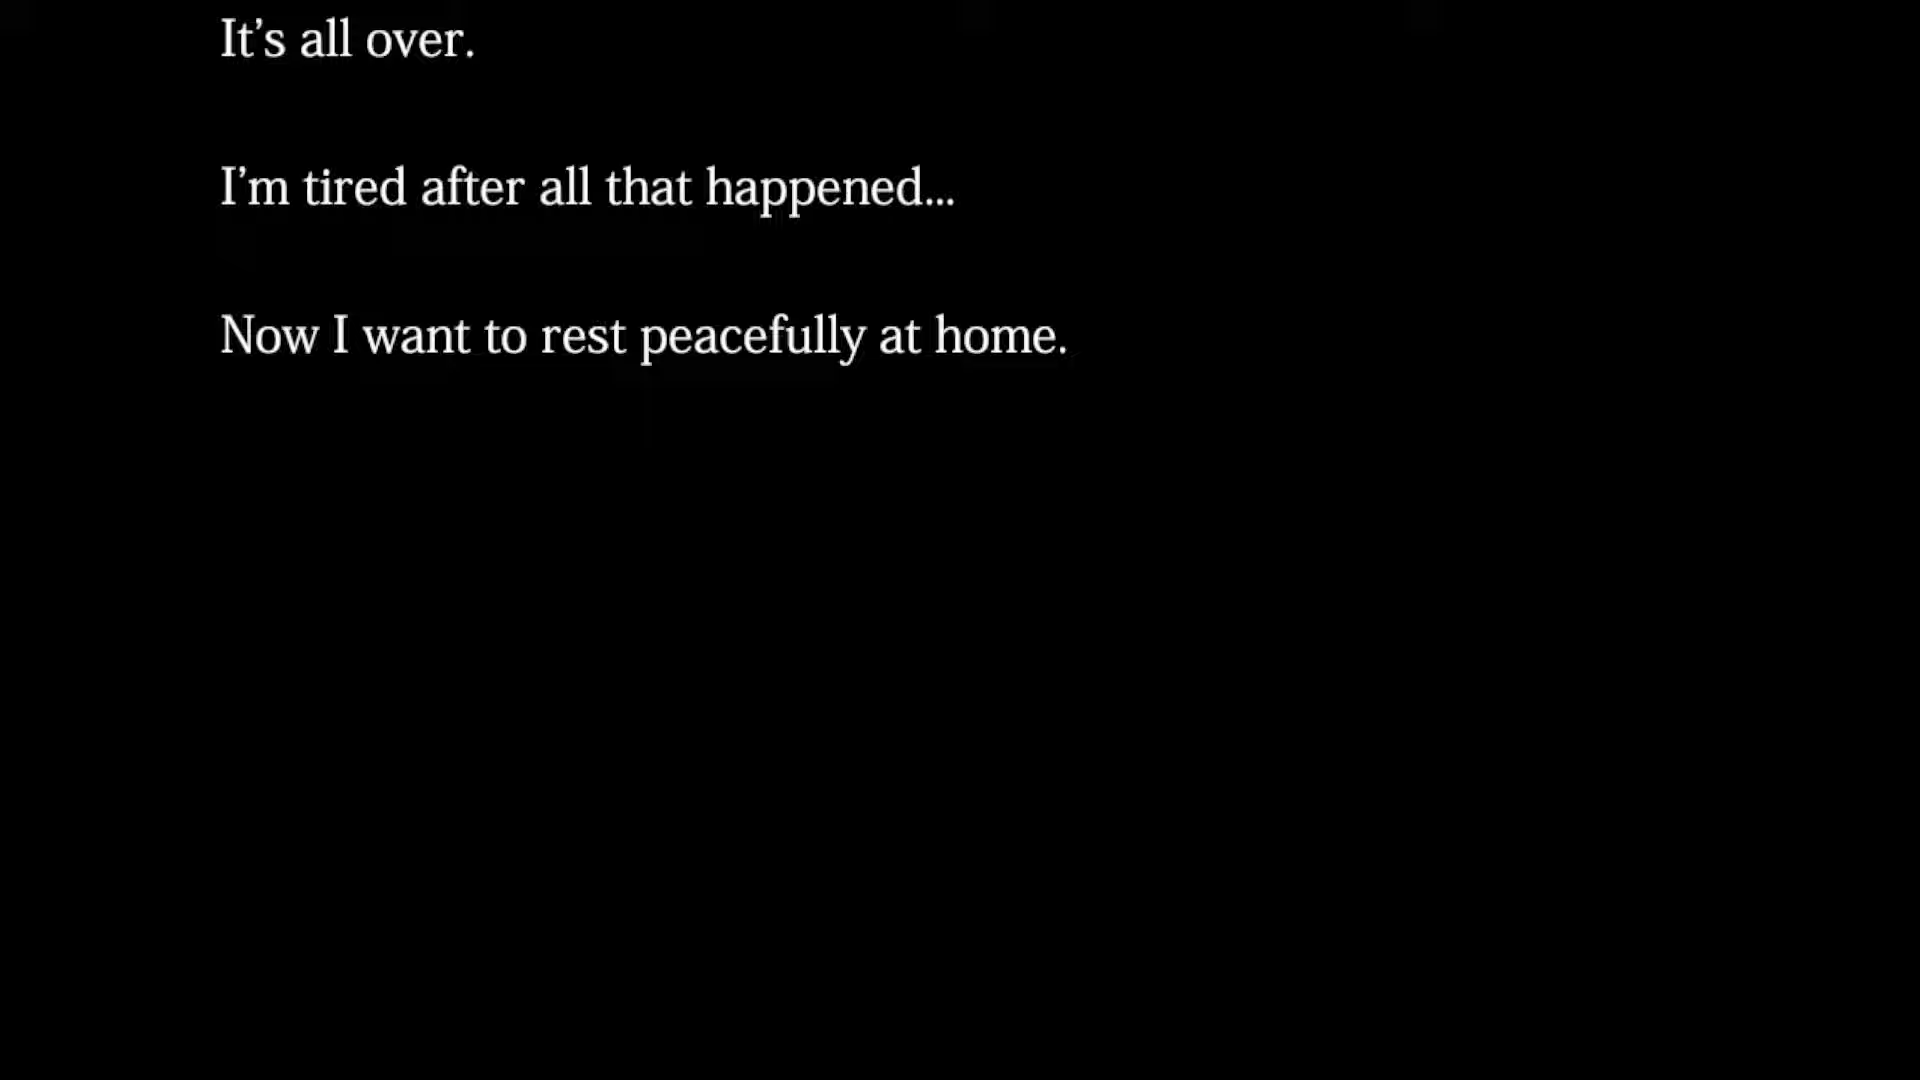 It’s all over.
I’m tired after all that happened...
Now I want to rest peacefully at home.